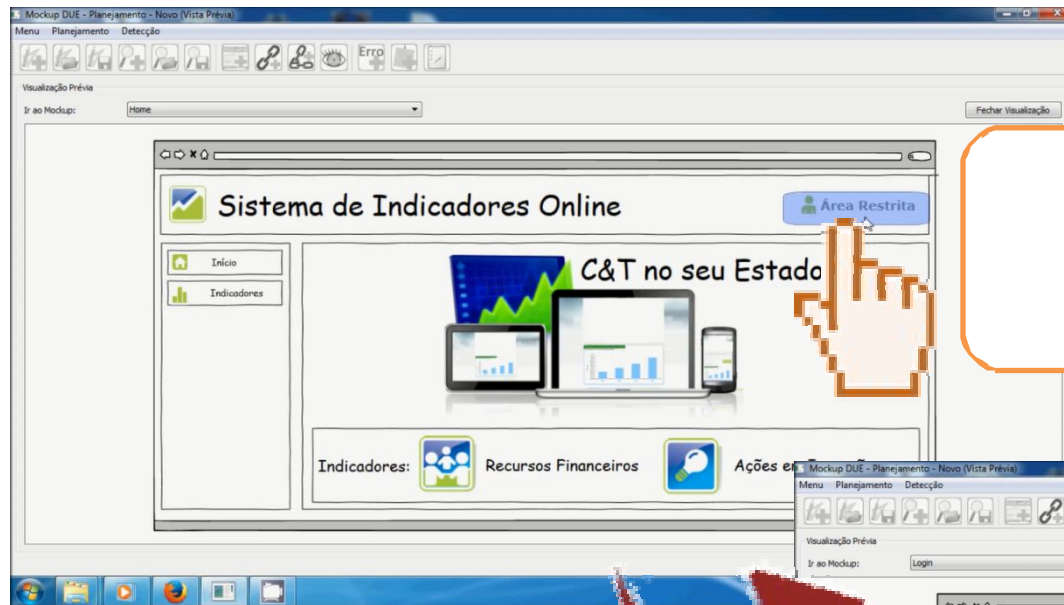 Mockup DUE - Planejamento - Novo (Vista Prévia)
Menu Planejamento Detecção
Erro
Visualização Prévia
Ir ao Mockup: Home
Fechar Visualização
Sistema de Indicadores Online
Área Restrita
Início
Indicadores
C&T no seu Estado
Indicadores:
Recursos Financeiros
Ações
Mockup DUE - Planejamento - Novo (Vista Prévia)
Menu Planejamento Detecção
Visualização Prévia
Ir ao Mockup: Login